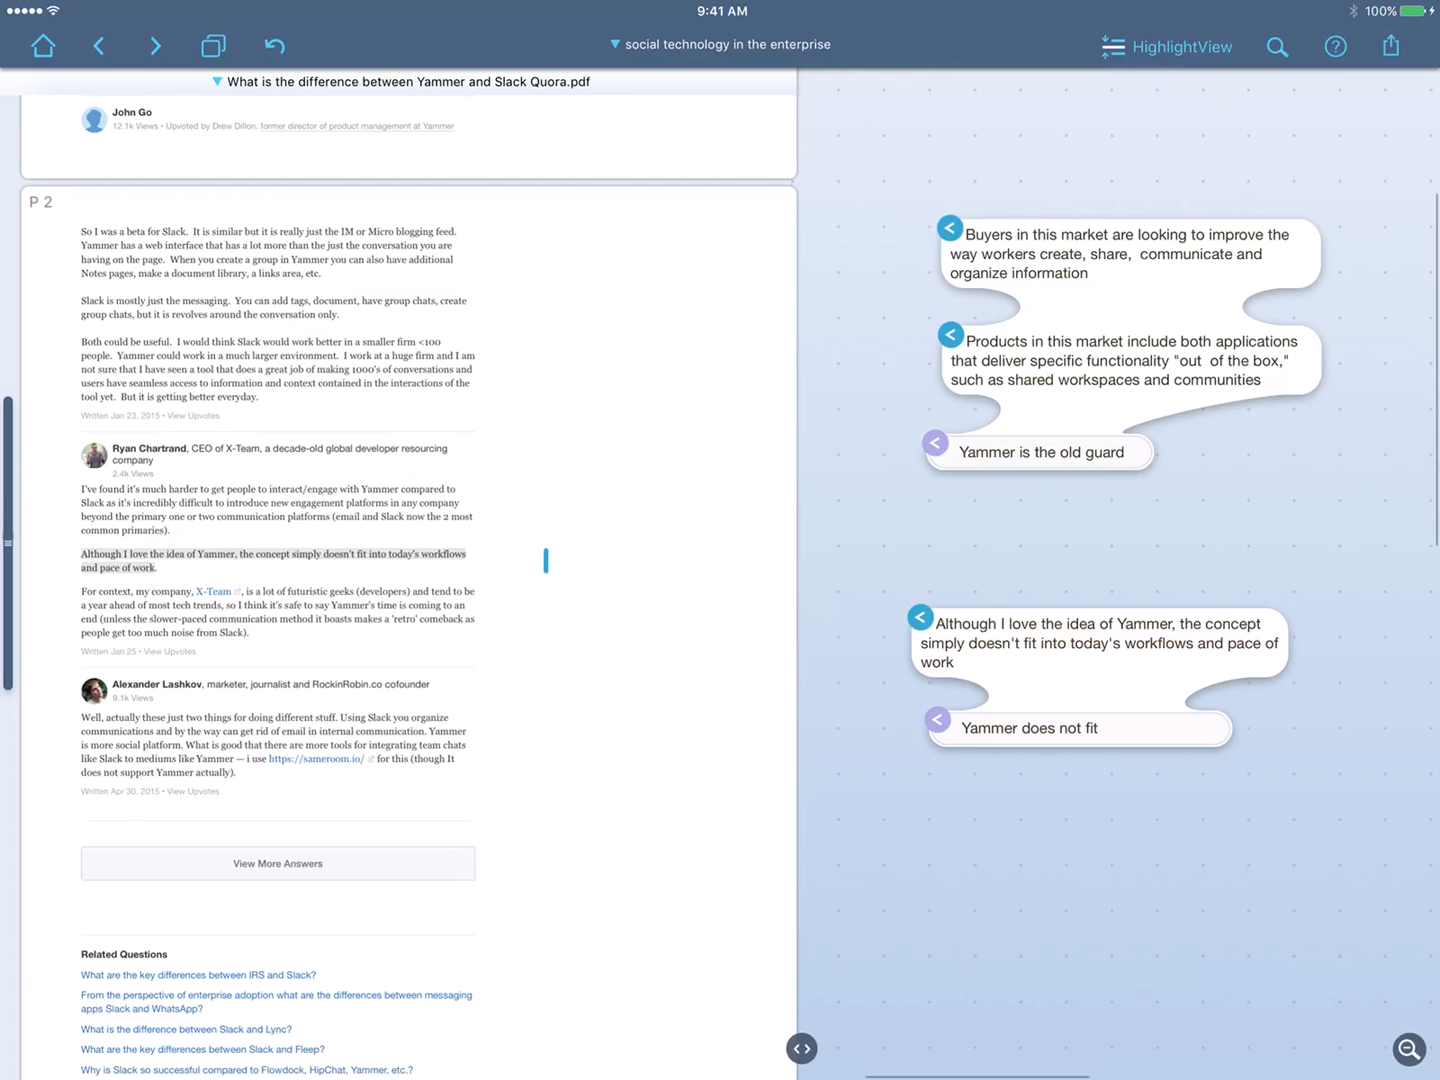 9:41 AM
100%
social technology in the enterprise
HighlightView
What is the difference between Yammer and Slack Quora.pdf
John Go
12.1k Views • Upvoted by Drew Dillon, former director of product management at Yammer
P 2
So I was a beta for Slack. It is similar but it is really just the IM or Micro blogging feed.
Yammer has a web interface that has a lot more than the just the conversation you are
having on the page. When you create a group in Yammer you can also have additional
Notes pages, make a document library, a links area, etc.
Slack is mostly just the messaging. You can add tags, document, have group chats, create
group chats, but it is revolves around the conversation only.
Both could be useful. I would think Slack would work better in a smaller firm <100
people. Yammer could work in a much larger environment. I work at a huge firm and I am
not sure that I have seen a tool that does a great job of making 1000's of conversations and
users have seamless access to information and context contained in the interactions of the
tool yet. But it is getting better everyday.
Written Jan 23, 2015 • View Upvotes
Ryan Chartrand, CEO of X-Team, a decade-old global developer resourcing
company
2.4k Views
I've found it's much harder to get people to interact/engage with Yammer compared to
Slack as it's incredibly difficult to introduce new engagement platforms in any company
beyond the primary one or two communication platforms (email and Slack now the 2 most
common primaries).
Although I love the idea of Yammer, the concept simply doesn't fit into today's workflows
and pace of work.
For context, my company, X-Team, is a lot of futuristic geeks (developers) and tend to be
a year ahead of most tech trends, so I think it's safe to say Yammer's time is coming to an
end (unless the slower-paced communication method it boasts makes a 'retro' comeback as
people get too much noise from Slack).
Written Jan 25 • View Upvotes
Alexander Lashkov, marketer, journalist and RockinRobin.co cofounder
9.1k Views
Well, actually these just two things for doing different stuff. Using Slack you organize
communications and by the way can get rid of email in internal communication. Yammer
is more social platform. What is good that there are more tools for integrating team chats
like Slack to mediums like Yammer — i use https://sameroom.io/ for this (though It
does not support Yammer actually).
Written Apr 30, 2015 • View Upvotes
View More Answers
Related Questions
What are the key differences between IRS and Slack?
From the perspective of enterprise adoption what are the differences between messaging
apps Slack and WhatsApp?
What is the difference between Slack and Lync?
What are the key differences between Slack and Fleep?
Why is Slack so successful compared to Flowdock, HipChat, Yammer, etc.?
Buyers in this market are looking to improve the
way workers create, share, communicate and
organize information
Products in this market include both applications
that deliver specific functionality "out of the box,"
such as shared workspaces and communities
Yammer is the old guard
Although I love the idea of Yammer, the concept
simply doesn't fit into today's workflows and pace of
work
Yammer does not fit